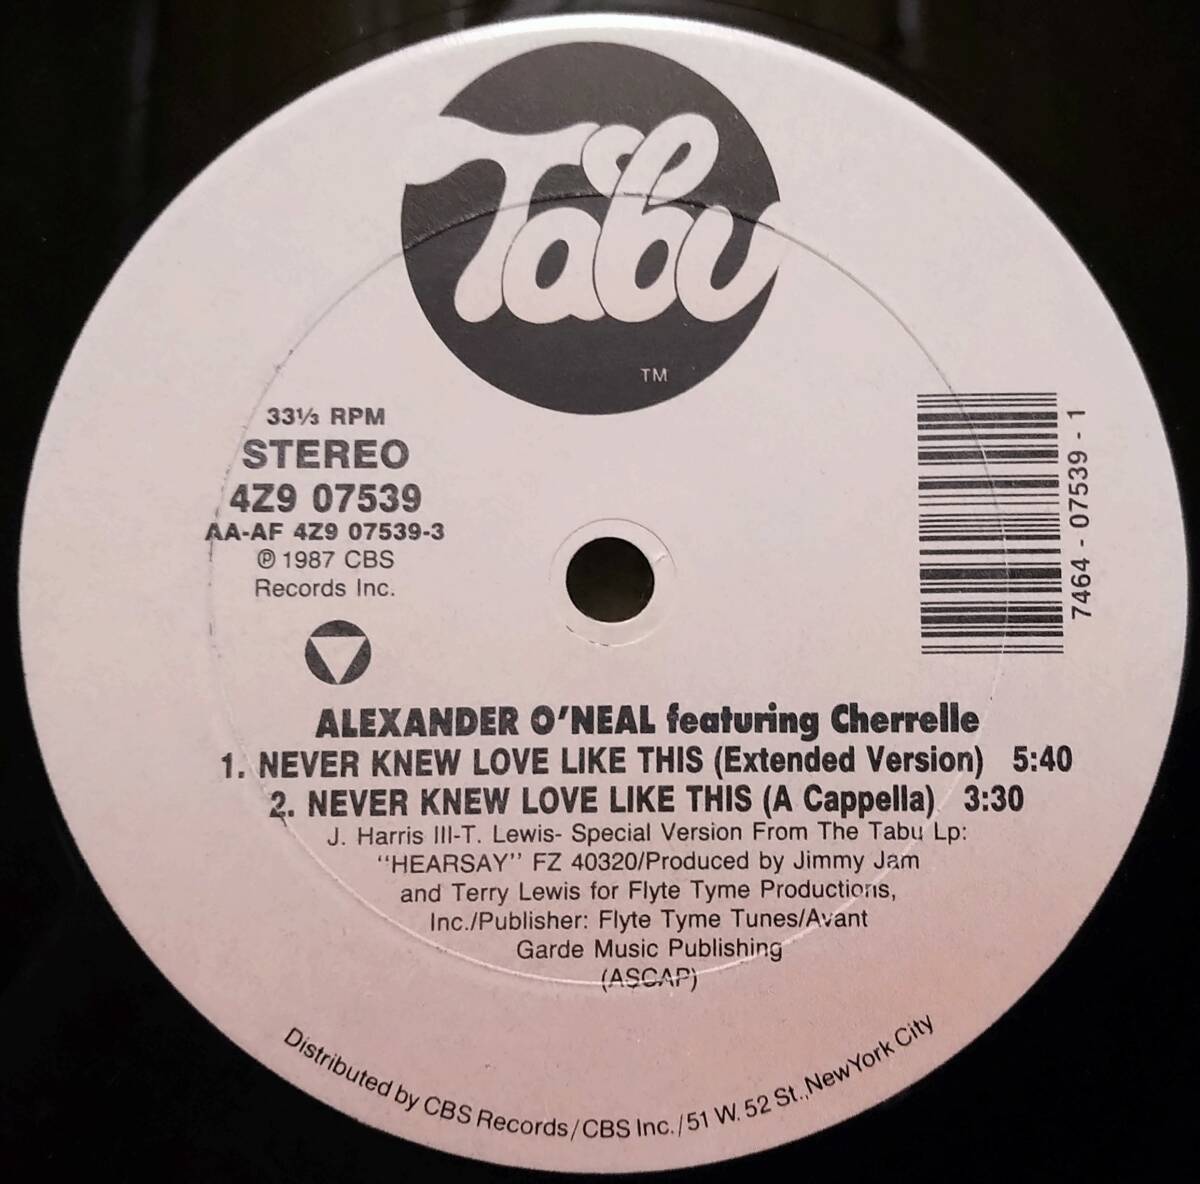 Tabu
TM
33⅓ RPM
STEREO
4Z9 07539
AA-AF 4Z9 07539-3
℗ 1987 CBS
Records Inc.
7464 - 07539 - 1
ALEXANDER O'NEAL featuring Cherrelle
1. NEVER KNEW LOVE LIKE THIS (Extended Version) 5:40
2. NEVER KNEW LOVE LIKE THIS (A Cappella) 3:30
J. Harris III-T. Lewis- Special Version From The Tabu Lp:
"HEARSAY" FZ 40320/Produced by Jimmy Jam
and Terry Lewis for Flyte Tyme Productions,
Inc./Publisher: Flyte Tyme Tunes/Avant
Garde Music Publishing
(ASCAP)
Distributed by CBS Records/CBS Inc./51 W. 52 St., New York City